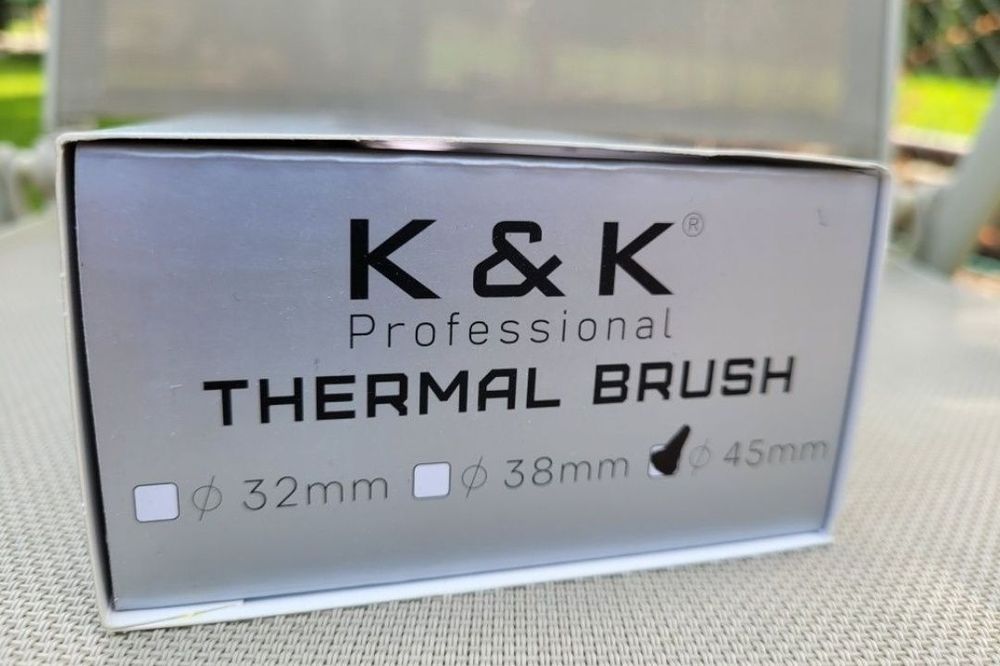 K & K®
Professional
THERMAL BRUSH
⌀ 32mm ⌀ 38mm ⌀ 45mm